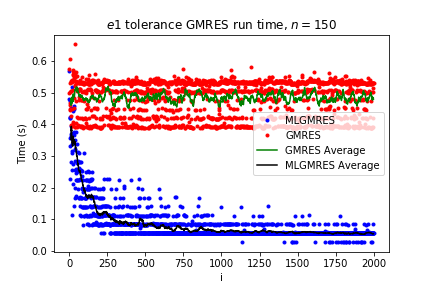 e1 tolerance GMRES run time, n = 150
Time (s)
0.6
0.5
0.4
0.3
0.2
0.1
0.0
MLGMRES
GMRES
GMRES Average
MLGMRES Average
0 250 500 750 1000 1250 1500 1750 2000
i